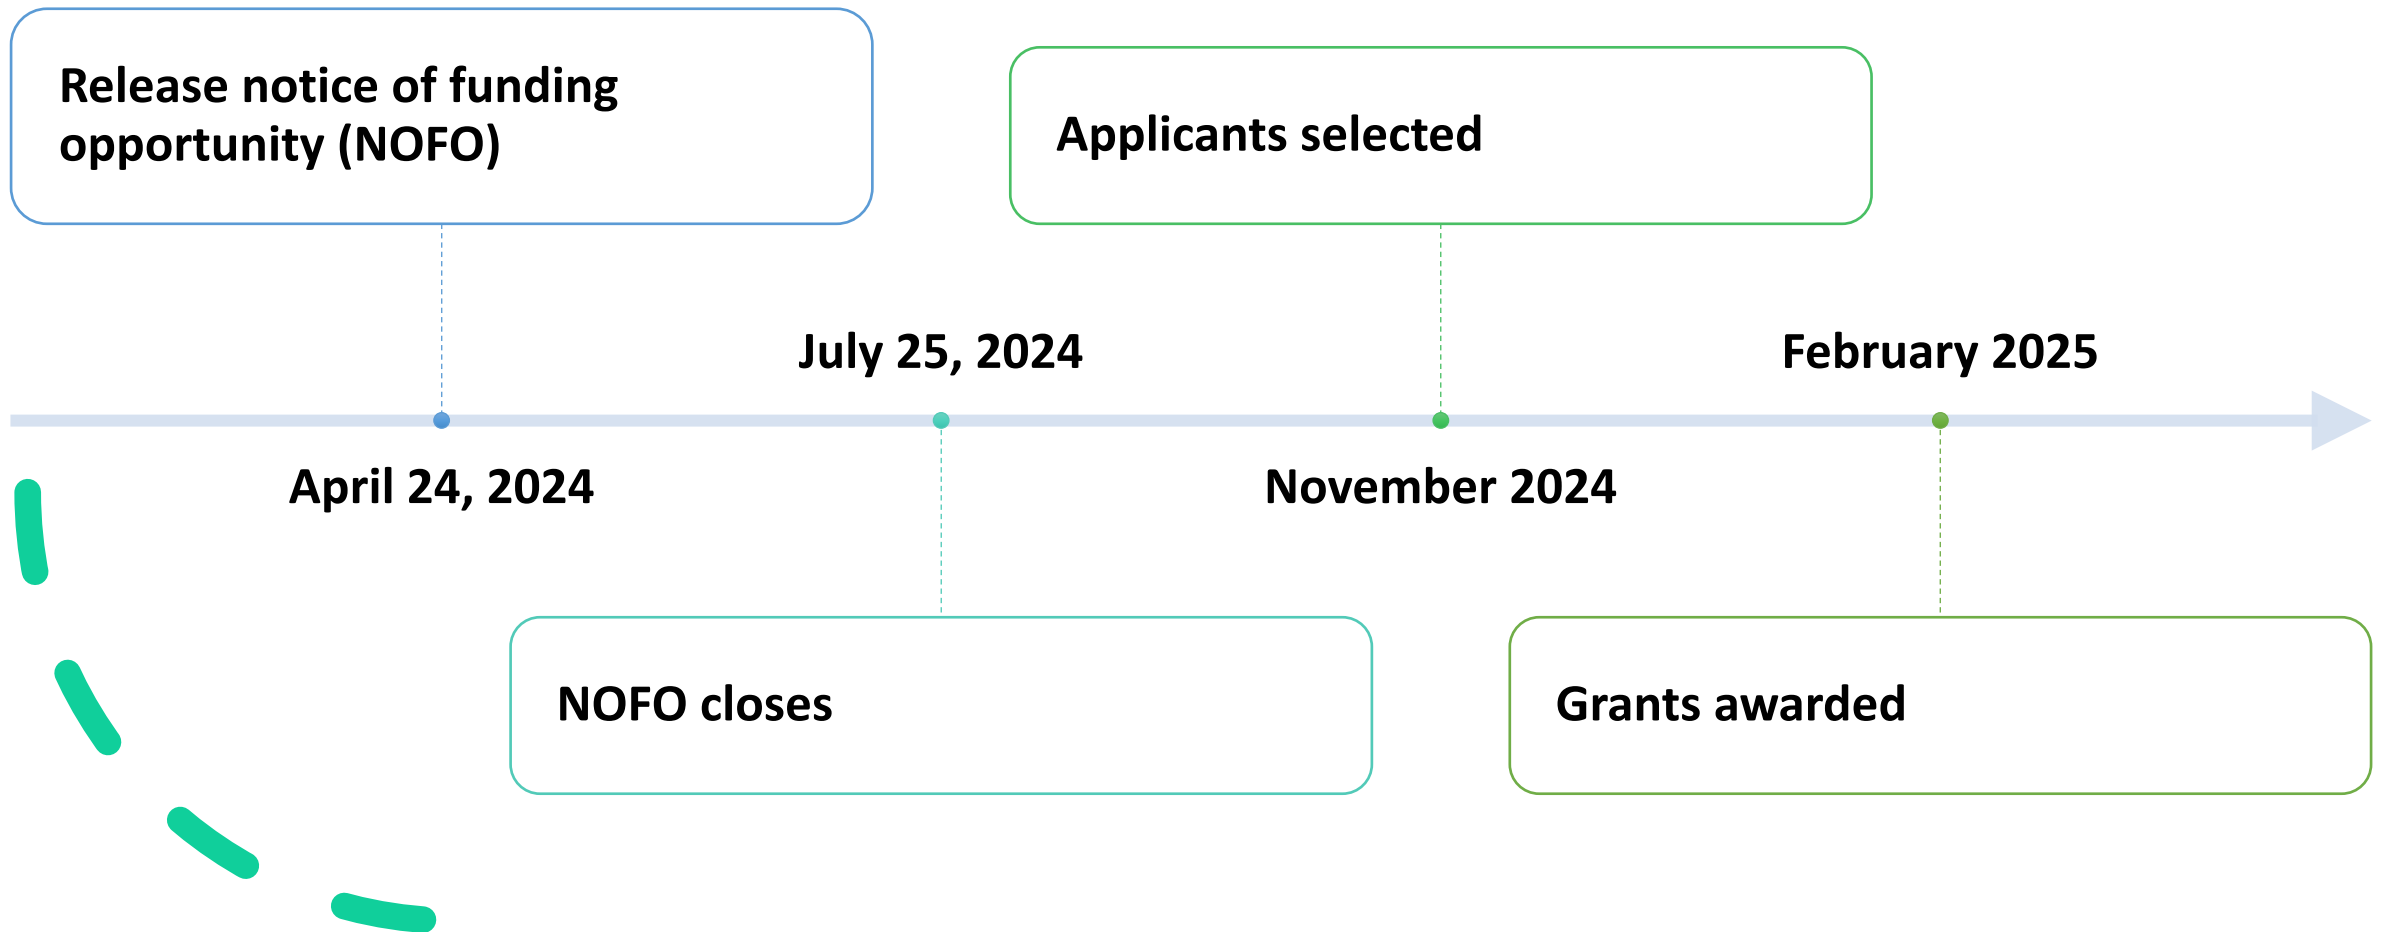 Release notice of funding
opportunity (NOFO)
Applicants selected
July 25, 2024
February 2025
April 24, 2024
November 2024
NOFO closes
Grants awarded